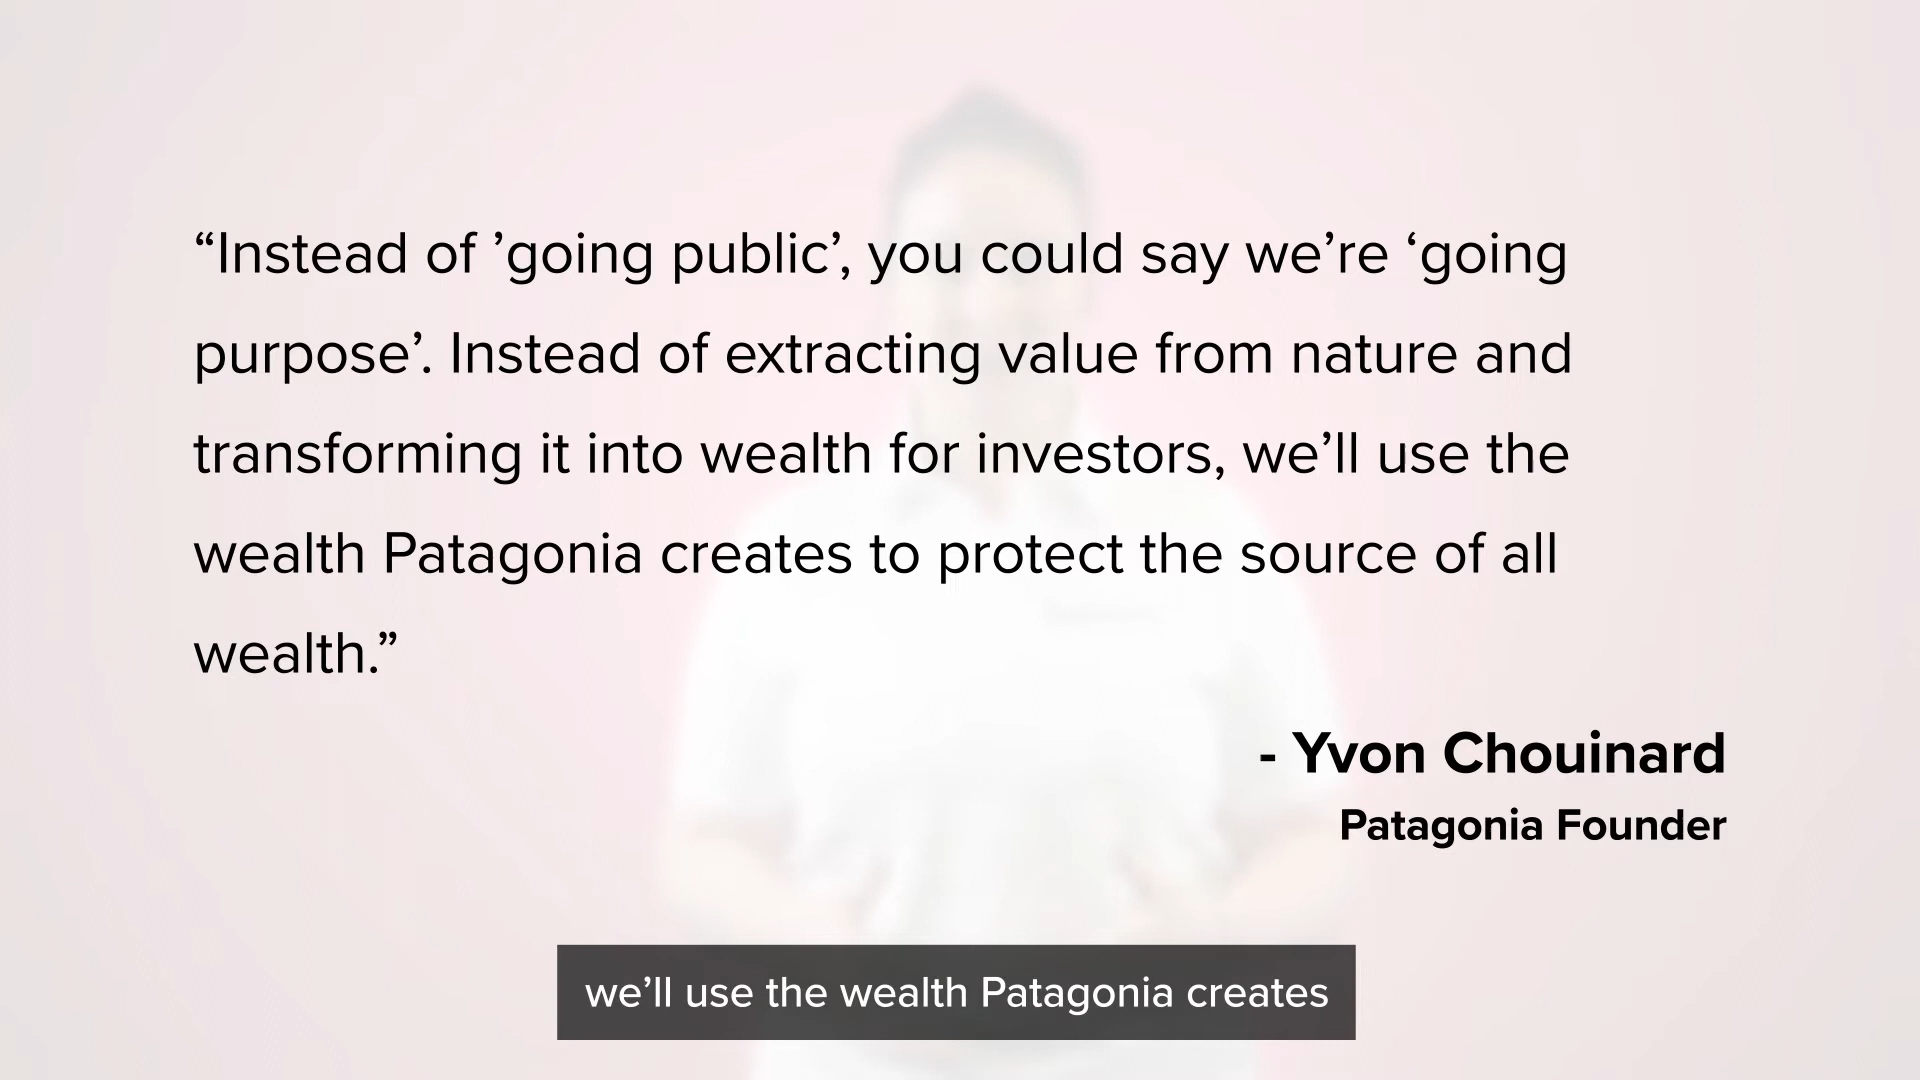 “Instead of ’going public’, you could say we’re ‘going
purpose’. Instead of extracting value from nature and
transforming it into wealth for investors, we’ll use the
wealth Patagonia creates to protect the source of all
wealth.”
- Yvon Chouinard
Patagonia Founder
we’ll use the wealth Patagonia creates